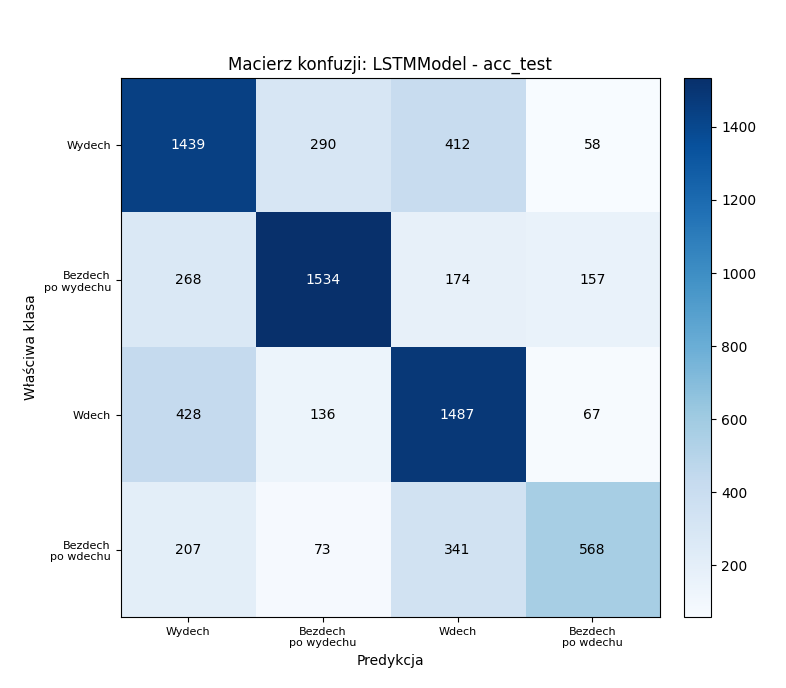 Macierz konfuzji: LSTMModel - acc_test
Właściwa klasa
Wydech
1439 290 412 58
Bezdech
po wydechu
268 1534 174 157
Wdech
428 136 1487 67
Bezdech
po wdechu
207 73 341 568
Wydech
Bezdech
po wydechu
Wdech
Bezdech
po wdechu
Predykcja
1400
1200
1000
800
600
400
200